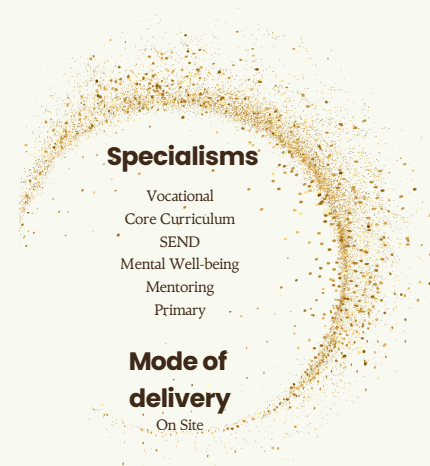 Specialisms
Vocational
Core Curriculum
SEND
Mental Well-being
Mentoring
Primary
Mode of
delivery
On Site